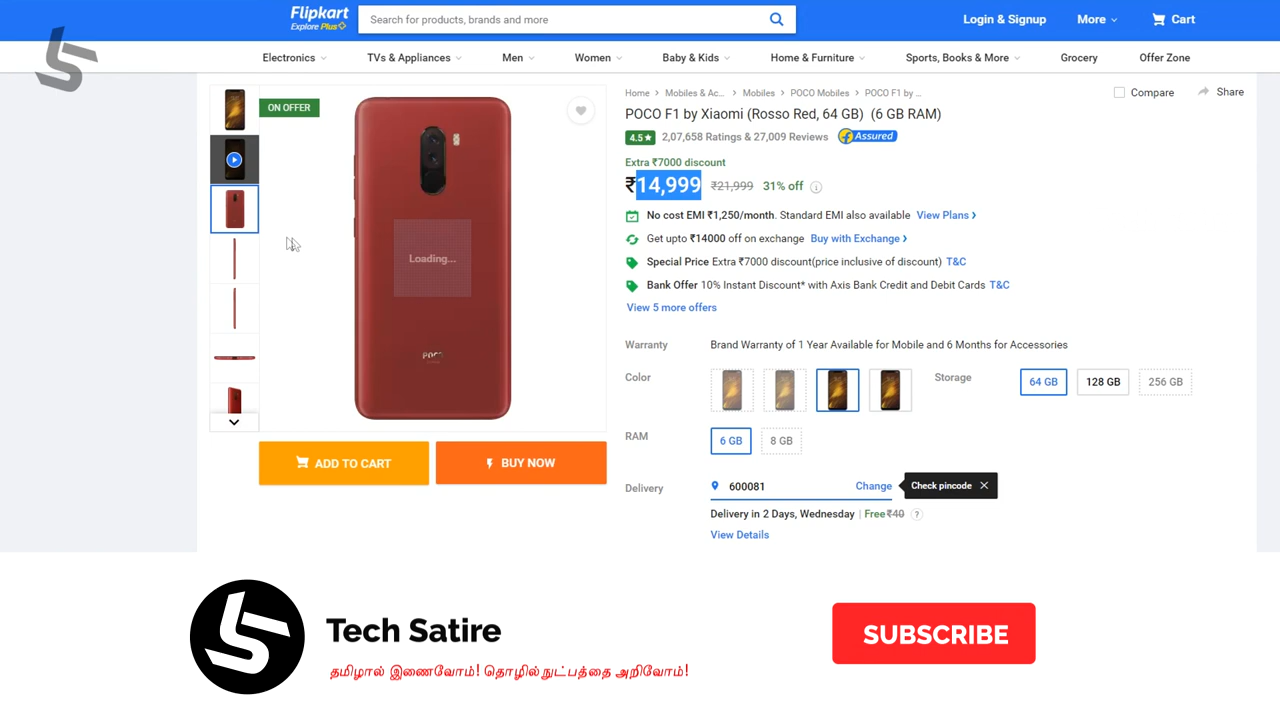 Flipkart
Explore Plus
Search for products, brands and more
Login & Signup
More
Cart
Electronics
TVs & Appliances
Men
Women
Baby & Kids
Home & Furniture
Sports, Books & More
Grocery
Offer Zone
Home > Mobiles & Ac... > Mobiles > POCO Mobiles > POCO F1 by ...
Compare
Share
ON OFFER
POCO F1 by Xiaomi (Rosso Red, 64 GB) (6 GB RAM)
4.5★ 2,07,658 Ratings & 27,009 Reviews Assured
Extra ₹7000 discount
₹14,999 ₹21,999 31% off
No cost EMI ₹1,250/month. Standard EMI also available View Plans >
Get upto ₹14000 off on exchange Buy with Exchange >
Special Price Extra ₹7000 discount(price inclusive of discount) T&C
Bank Offer 10% Instant Discount* with Axis Bank Credit and Debit Cards T&C
View 5 more offers
Loading...
POCO
Warranty Brand Warranty of 1 Year Available for Mobile and 6 Months for Accessories
Color
Storage 64 GB 128 GB 256 GB
RAM 6 GB 8 GB
ADD TO CART
BUY NOW
Delivery 600081 Change Check pincode
Delivery in 2 Days, Wednesday | Free ₹40 ?
View Details
Tech Satire
தமிழால் இணைவோம்! தொழில்நுட்பத்தை அறிவோம்!
SUBSCRIBE